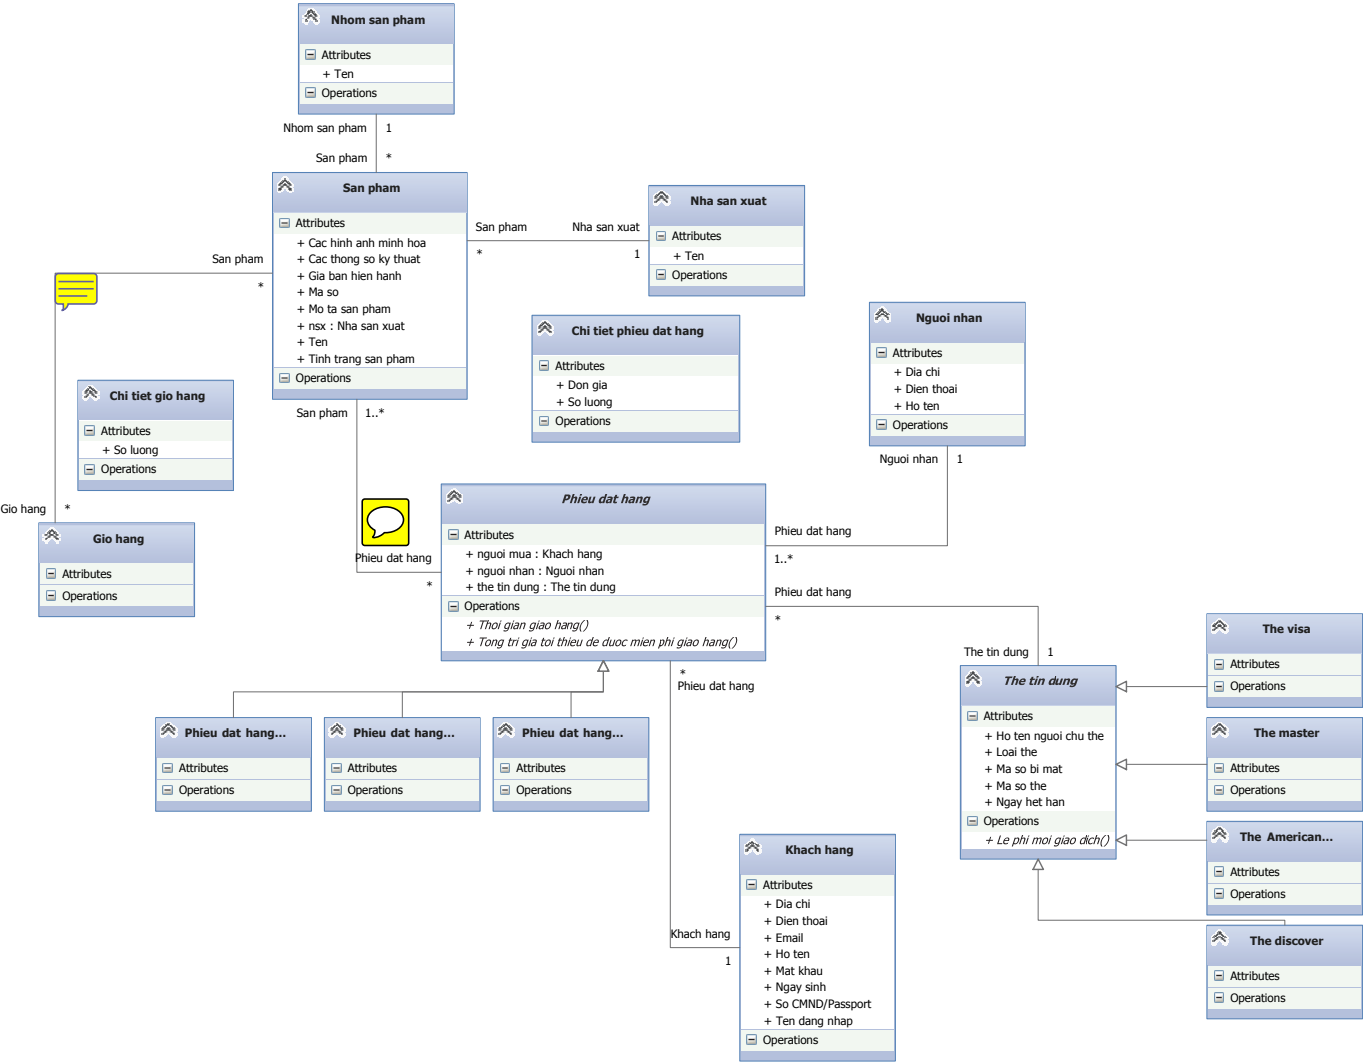 Nhom san pham
Attributes
+ Ten
Operations
Nhom san pham 1
San pham *
San pham
Attributes
+ Cac hinh anh minh hoa
+ Cac thong so ky thuat
+ Gia ban hien hanh
+ Ma so
+ Mo ta san pham
+ nsx : Nha san xuat
+ Ten
+ Tinh trang san pham
Operations
San pham
*
Nha san xuat
1
Nha san xuat
Attributes
+ Ten
Operations
San pham
*
Chi tiet phieu dat hang
Attributes
+ Don gia
+ So luong
Operations
Nguoi nhan
Attributes
+ Dia chi
+ Dien thoai
+ Ho ten
Operations
Nguoi nhan 1
Chi tiet gio hang
Attributes
+ So luong
Operations
San pham 1..*
Gio hang *
Gio hang
Attributes
Operations
Phieu dat hang
*
Phieu dat hang
Attributes
+ nguoi mua : Khach hang
+ nguoi nhan : Nguoi nhan
+ the tin dung : The tin dung
Operations
+ Thoi gian giao hang()
+ Tong tri gia toi thieu de duoc mien phi giao hang()
Phieu dat hang
1..*
Phieu dat hang
*
The tin dung 1
*
Phieu dat hang
Phieu dat hang...
Attributes
Operations
Phieu dat hang...
Attributes
Operations
Phieu dat hang...
Attributes
Operations
The tin dung
Attributes
+ Ho ten nguoi chu the
+ Loai the
+ Ma so bi mat
+ Ma so the
+ Ngay het han
Operations
+ Le phi moi giao dich()
The visa
Attributes
Operations
The master
Attributes
Operations
The American...
Attributes
Operations
The discover
Attributes
Operations
Khach hang
1
Khach hang
Attributes
+ Dia chi
+ Dien thoai
+ Email
+ Ho ten
+ Mat khau
+ Ngay sinh
+ So CMND/Passport
+ Ten dang nhap
Operations